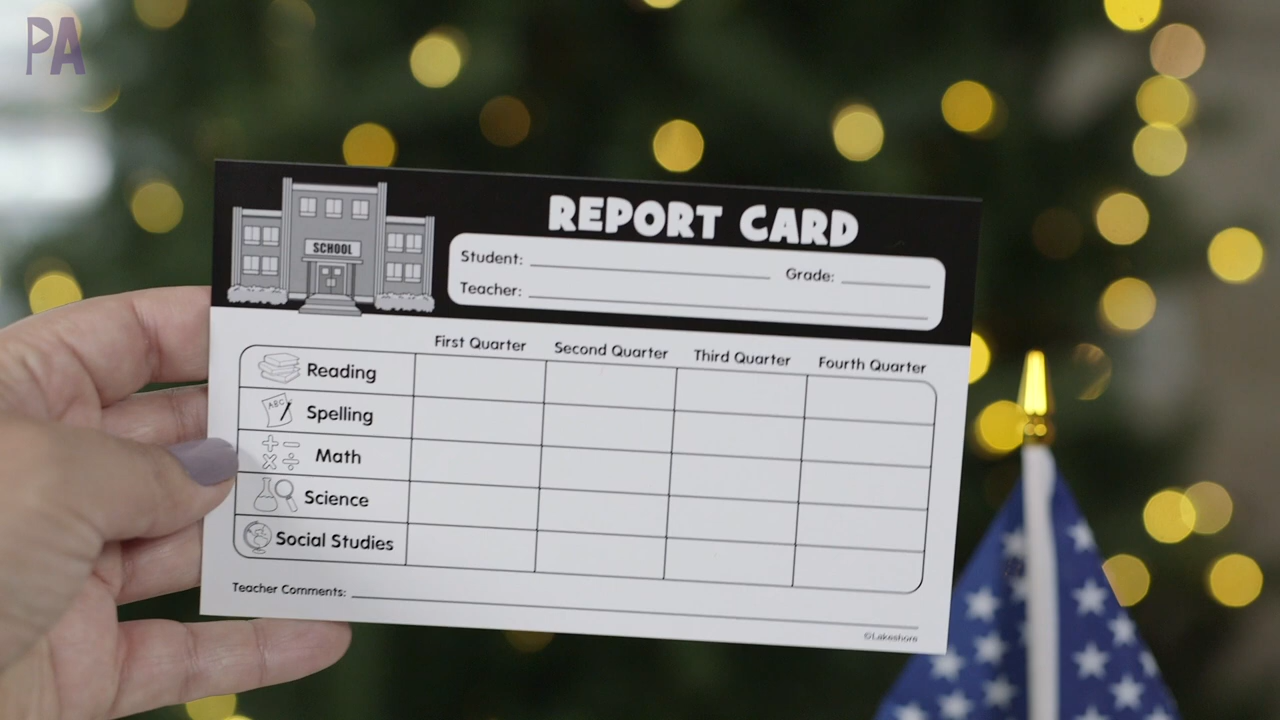 PA
REPORT CARD
SCHOOL
Student: Grade:
Teacher:
First Quarter Second Quarter Third Quarter Fourth Quarter
Reading
ABC
Spelling
Math
Science
Social Studies
Teacher Comments:
©Lakeshore